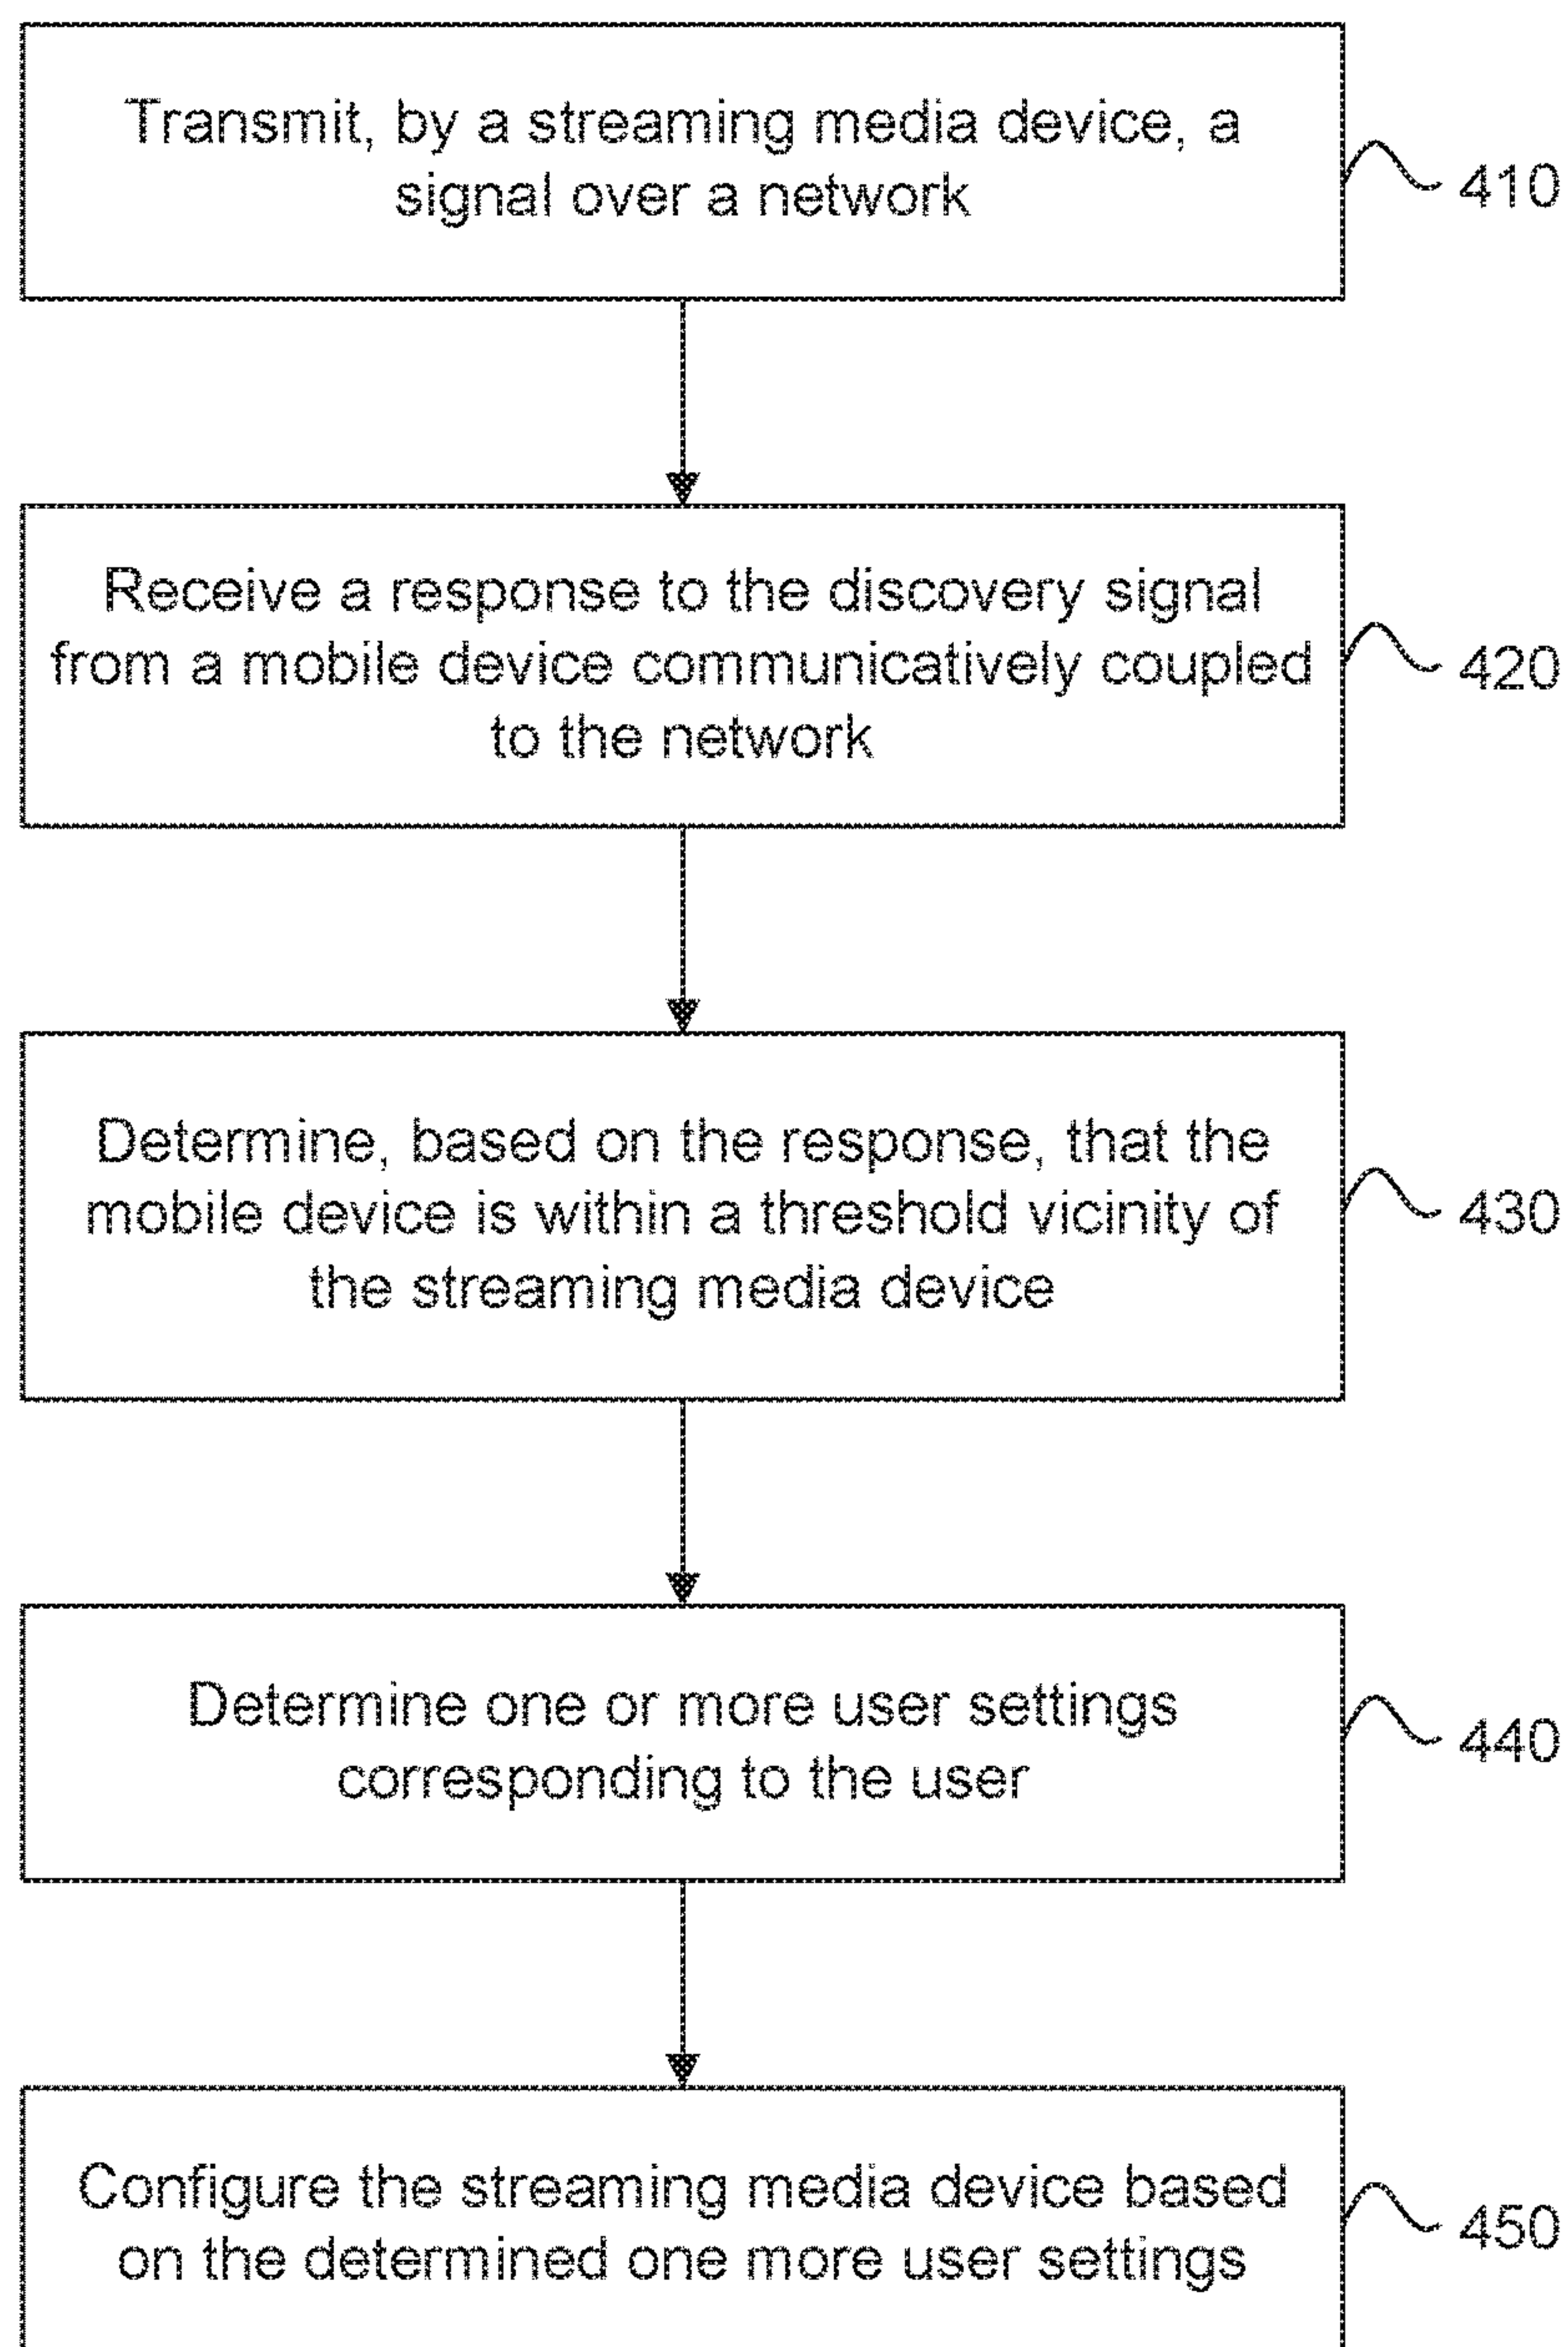 Transmit, by a streaming media device, a
signal over a network
410
Receive a response to the discovery signal
from a mobile device communicatively coupled
to the network
420
Determine, based on the response, that the
mobile device is within a threshold vicinity of
the streaming media device
430
Determine one or more user settings
corresponding to the user
440
Configure the streaming media device based
on the determined one more user settings
450